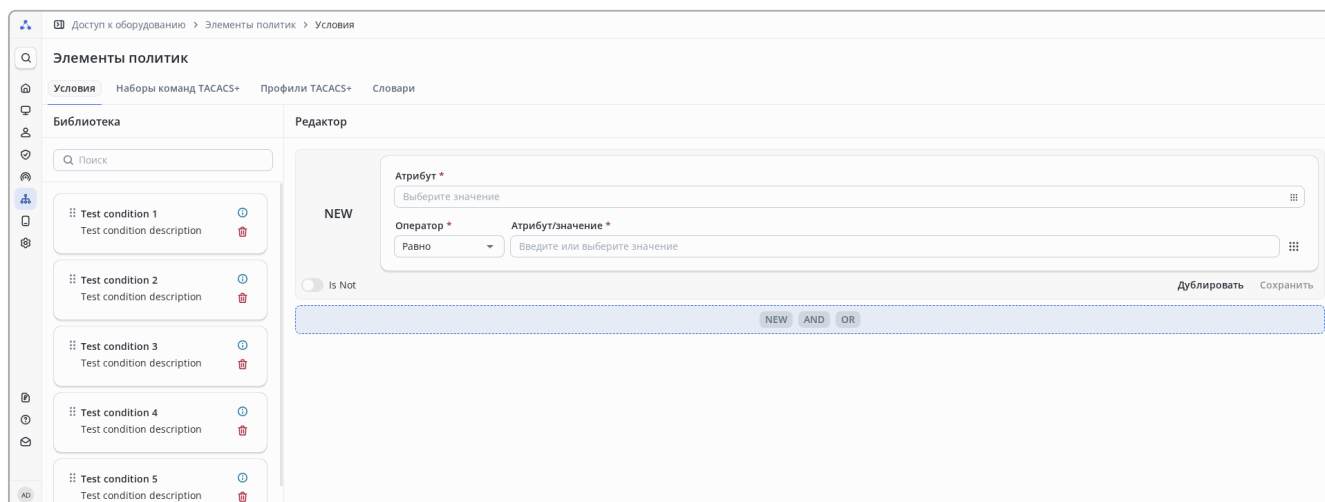 Доступ к оборудованию > Элементы политик > Условия
Элементы политик
Условия Наборы команд TACACS+ Профили TACACS+ Словари
Библиотека
Поиск
Test condition 1
Test condition description
Test condition 2
Test condition description
Test condition 3
Test condition description
Test condition 4
Test condition description
Test condition 5
Test condition description
AD
Редактор
NEW
Атрибут *
Выберите значение
Оператор * Атрибут/значение *
Равно Введите или выберите значение
Is Not Дублировать Сохранить
NEW AND OR